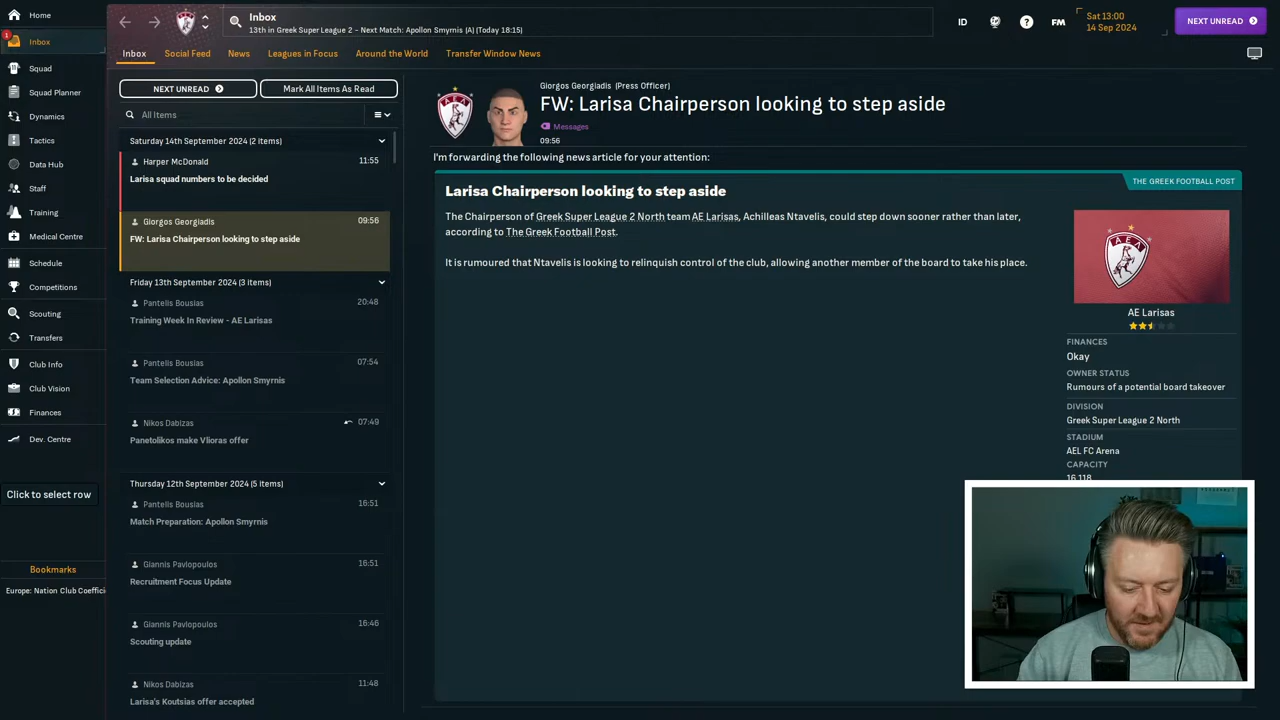 Home
1
Inbox
Squad
Squad Planner
Dynamics
Tactics
Data Hub
Staff
Training
Medical Centre
Schedule
Competitions
Scouting
Transfers
Club Info
Club Vision
Finances
Dev. Centre
Click to select row
Bookmarks
Europe: Nation Club Coeffici
Inbox
13th in Greek Super League 2 - Next Match: Apollon Smyrnis (A) (Today 18:15)
ID
?
FM
Sat 13:00
14 Sep 2024
NEXT UNREAD
Inbox
Social Feed
News
Leagues in Focus
Around the World
Transfer Window News
NEXT UNREAD
Mark All Items As Read
All Items
Saturday 14th September 2024 (2 items)
Harper McDonald
11:55
Larisa squad numbers to be decided
Giorgos Georgiadis
09:56
FW: Larisa Chairperson looking to step aside
Friday 13th September 2024 (3 items)
Pantelis Bousias
20:48
Training Week In Review - AE Larisas
Pantelis Bousias
07:54
Team Selection Advice: Apollon Smyrnis
Nikos Dabizas
07:49
Panetolikos make Vlioras offer
Thursday 12th September 2024 (5 items)
Pantelis Bousias
16:51
Match Preparation: Apollon Smyrnis
Giannis Pavlopoulos
16:51
Recruitment Focus Update
Giannis Pavlopoulos
16:46
Scouting update
Nikos Dabizas
11:48
Larisa's Koutsias offer accepted
Giorgos Georgiadis (Press Officer)
FW: Larisa Chairperson looking to step aside
Messages
09:56
I'm forwarding the following news article for your attention:
Larisa Chairperson looking to step aside
THE GREEK FOOTBALL POST
The Chairperson of Greek Super League 2 North team AE Larisas, Achilleas Ntavelis, could step down sooner rather than later,
according to The Greek Football Post.
It is rumoured that Ntavelis is looking to relinquish control of the club, allowing another member of the board to take his place.
AE Larisas
FINANCES
Okay
OWNER STATUS
Rumours of a potential board takeover
DIVISION
Greek Super League 2 North
STADIUM
AEL FC Arena
CAPACITY
16,118